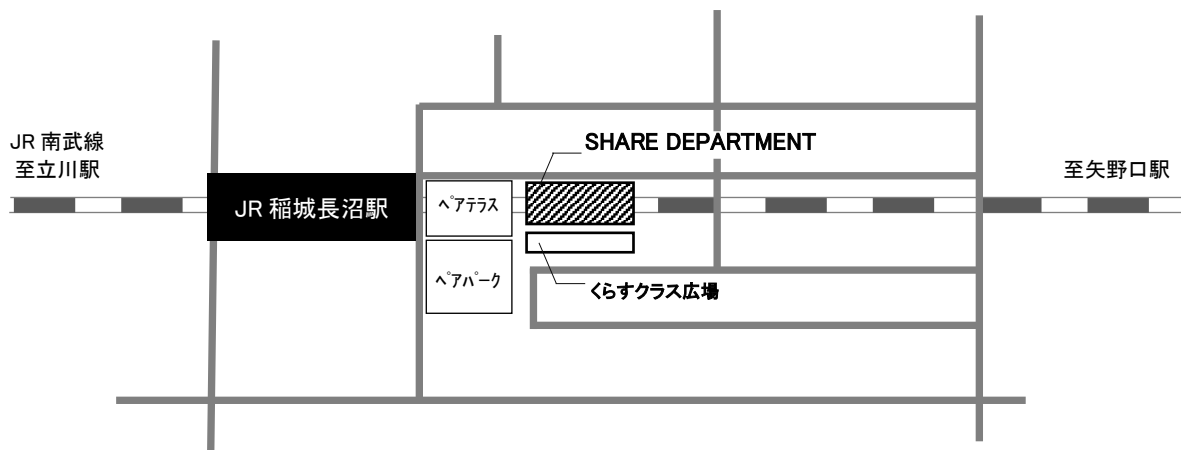 SHARE DEPARTMENT
JR 南武線
至立川駅
至矢野口駅
JR 稲城長沼駅
ペアテラス
ペアパーク
くらすクラス広場